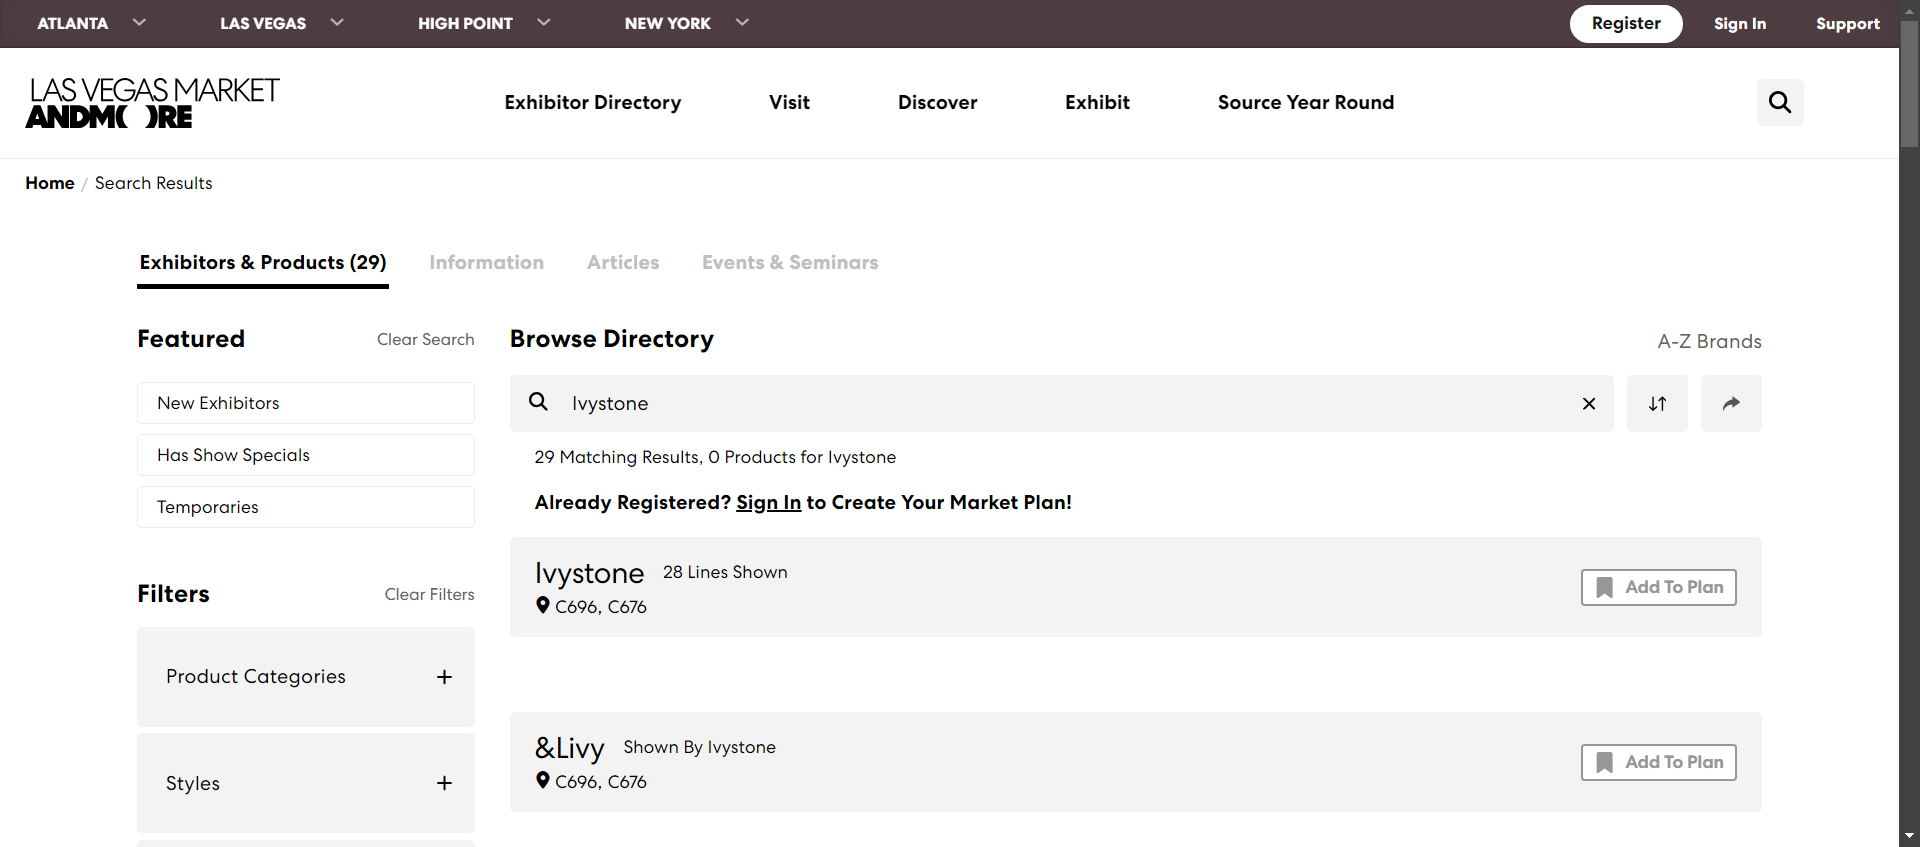 ATLANTA
LAS VEGAS
HIGH POINT
NEW YORK
Register
Sign In
Support
LAS VEGAS MARKET
ANDMORE
Exhibitor Directory
Visit
Discover
Exhibit
Source Year Round
Home / Search Results
Exhibitors & Products (29)
Information
Articles
Events & Seminars
Featured
Clear Search
New Exhibitors
Has Show Specials
Temporaries
Filters
Clear Filters
Product Categories
Styles
Browse Directory
A-Z Brands
Ivystone
29 Matching Results, 0 Products for Ivystone
Already Registered? Sign In to Create Your Market Plan!
Ivystone 28 Lines Shown
C696, C676
Add To Plan
&Livy Shown By Ivystone
C696, C676
Add To Plan